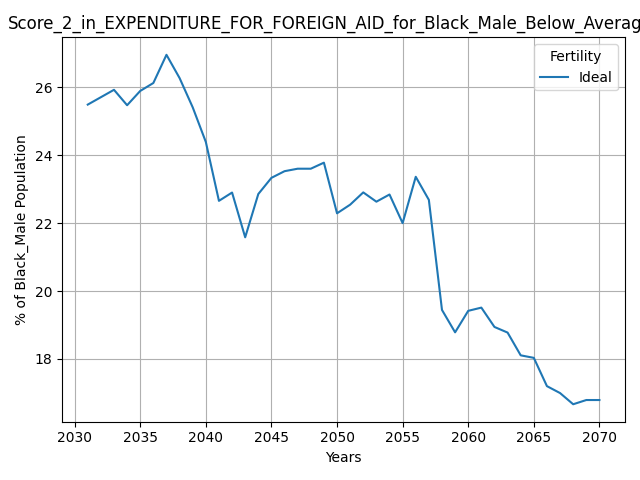 Score_2_in_EXPENDITURE_FOR_FOREIGN_AID_for_Black_Male_Below_Averag
Fertility
Ideal
% of Black_Male Population
26
24
22
20
18
2030 2035 2040 2045 2050 2055 2060 2065 2070
Years